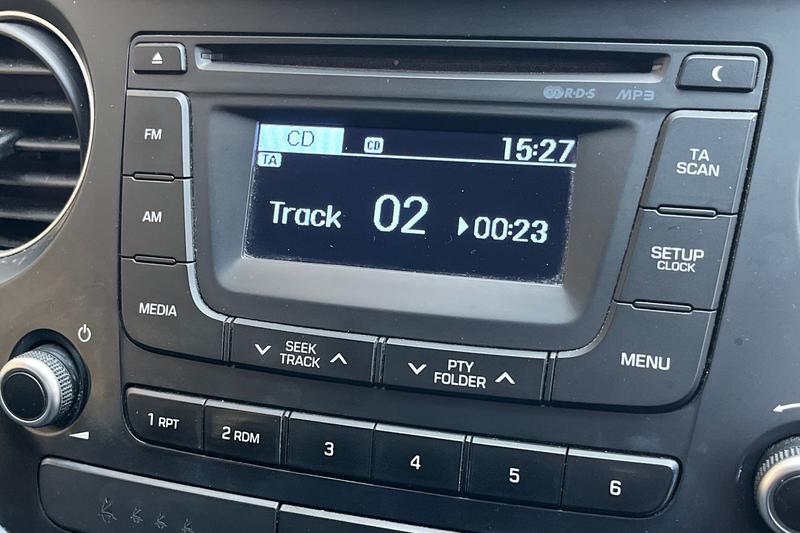 RDS MP3
CD CD 15:27
TA
Track 02 00:23
FM
AM
MEDIA
TA
SCAN
SETUP
CLOCK
MENU
SEEK
TRACK
PTY
FOLDER
1 RPT
2 RDM
3
4
5
6